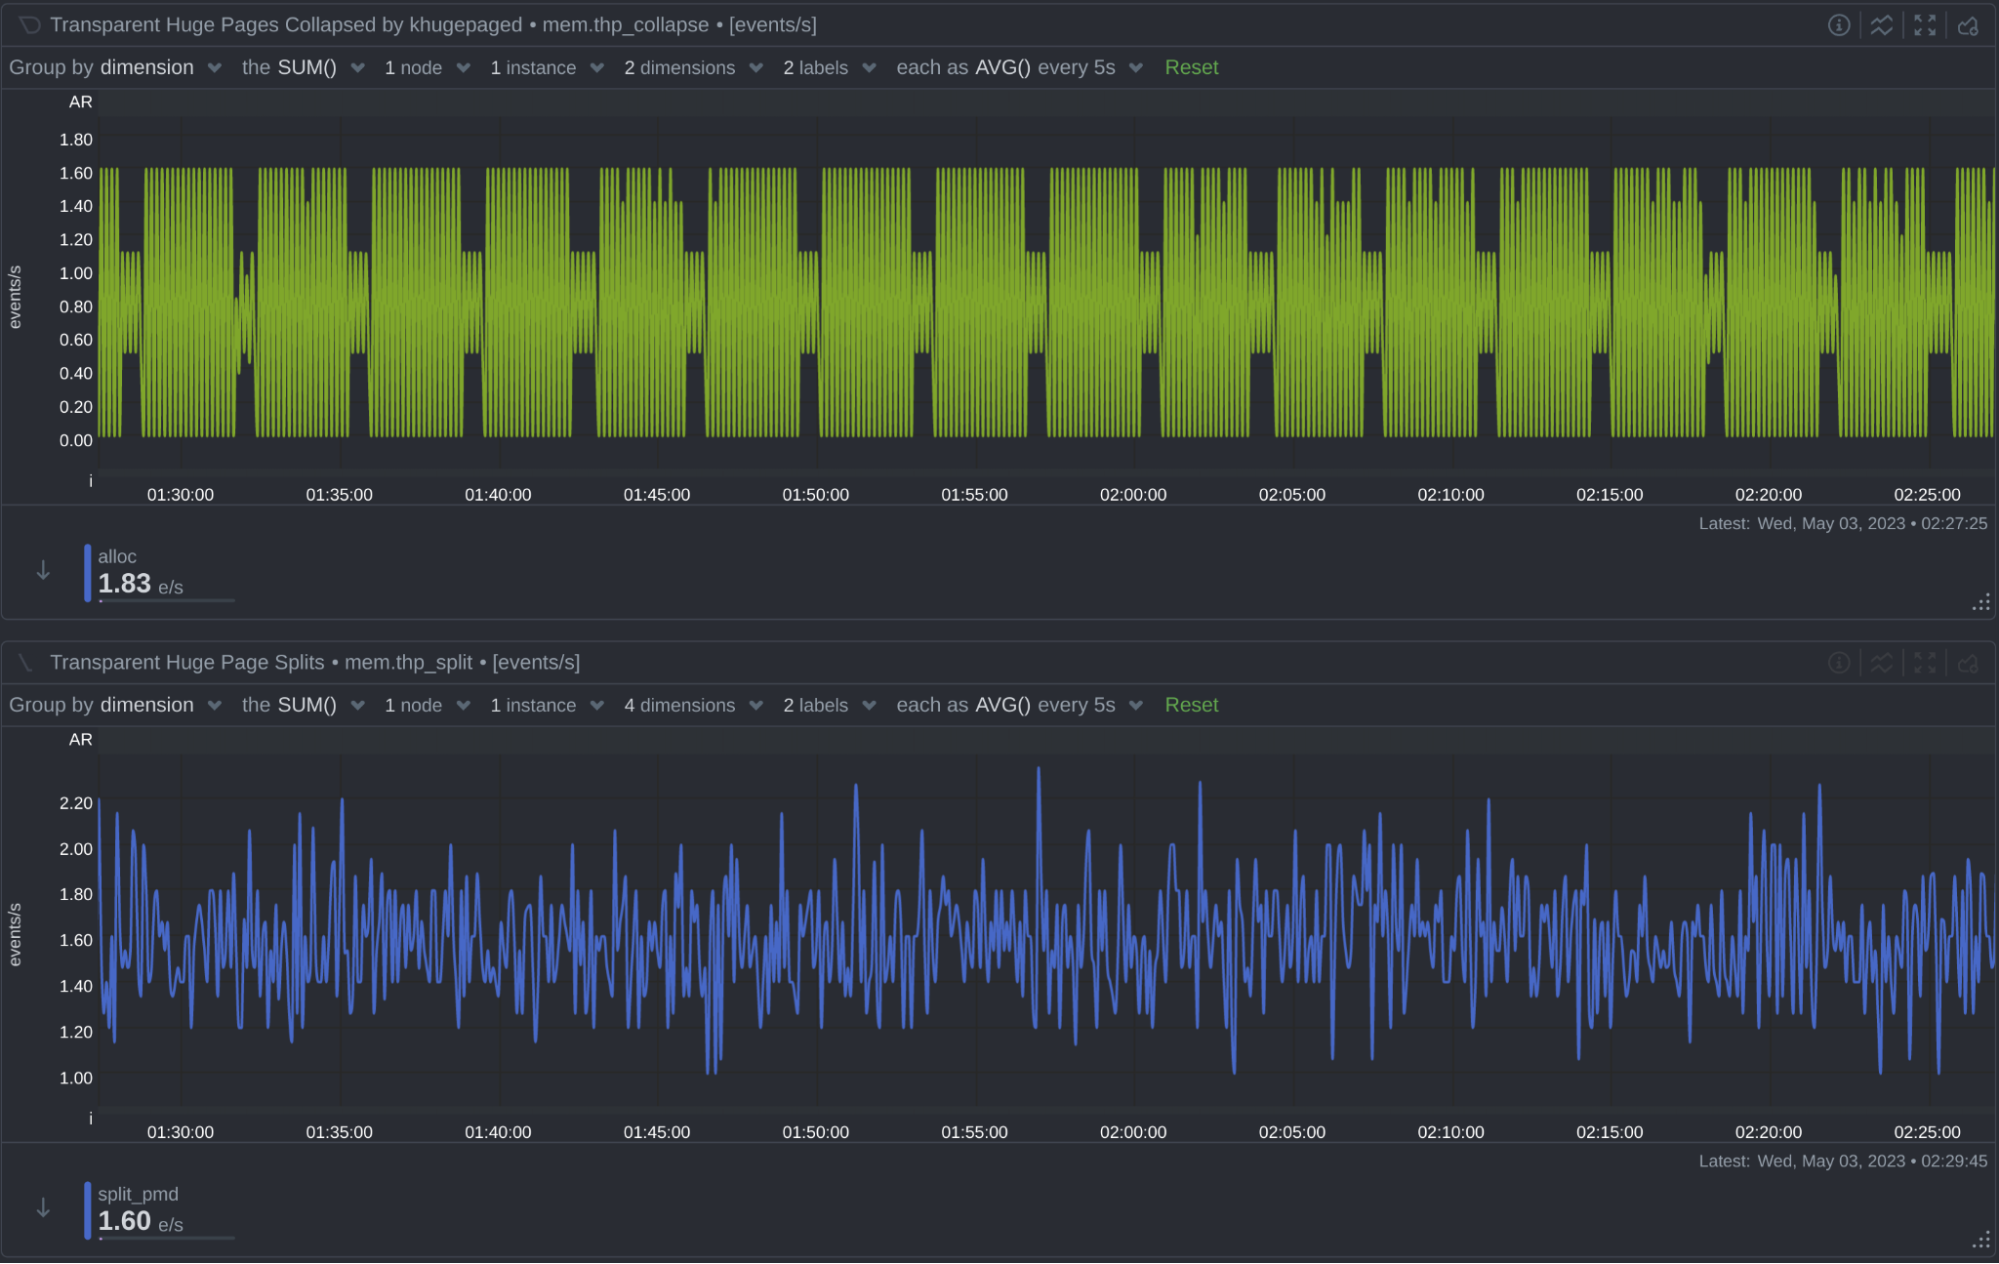 Transparent Huge Pages Collapsed by khugepaged • mem.thp_collapse • [events/s]
Group by dimension the SUM() 1 node 1 instance 2 dimensions 2 labels each as AVG() every 5s Reset
AR
1.80
1.60
1.40
1.20
1.00
0.80
0.60
0.40
0.20
0.00
events/s
i
01:30:00 01:35:00 01:40:00 01:45:00 01:50:00 01:55:00 02:00:00 02:05:00 02:10:00 02:15:00 02:20:00 02:25:00
Latest: Wed, May 03, 2023 • 02:27:25
alloc
1.83 e/s
Transparent Huge Page Splits • mem.thp_split • [events/s]
Group by dimension the SUM() 1 node 1 instance 4 dimensions 2 labels each as AVG() every 5s Reset
AR
2.20
2.00
1.80
1.60
1.40
1.20
1.00
events/s
i
01:30:00 01:35:00 01:40:00 01:45:00 01:50:00 01:55:00 02:00:00 02:05:00 02:10:00 02:15:00 02:20:00 02:25:00
Latest: Wed, May 03, 2023 • 02:29:45
split_pmd
1.60 e/s